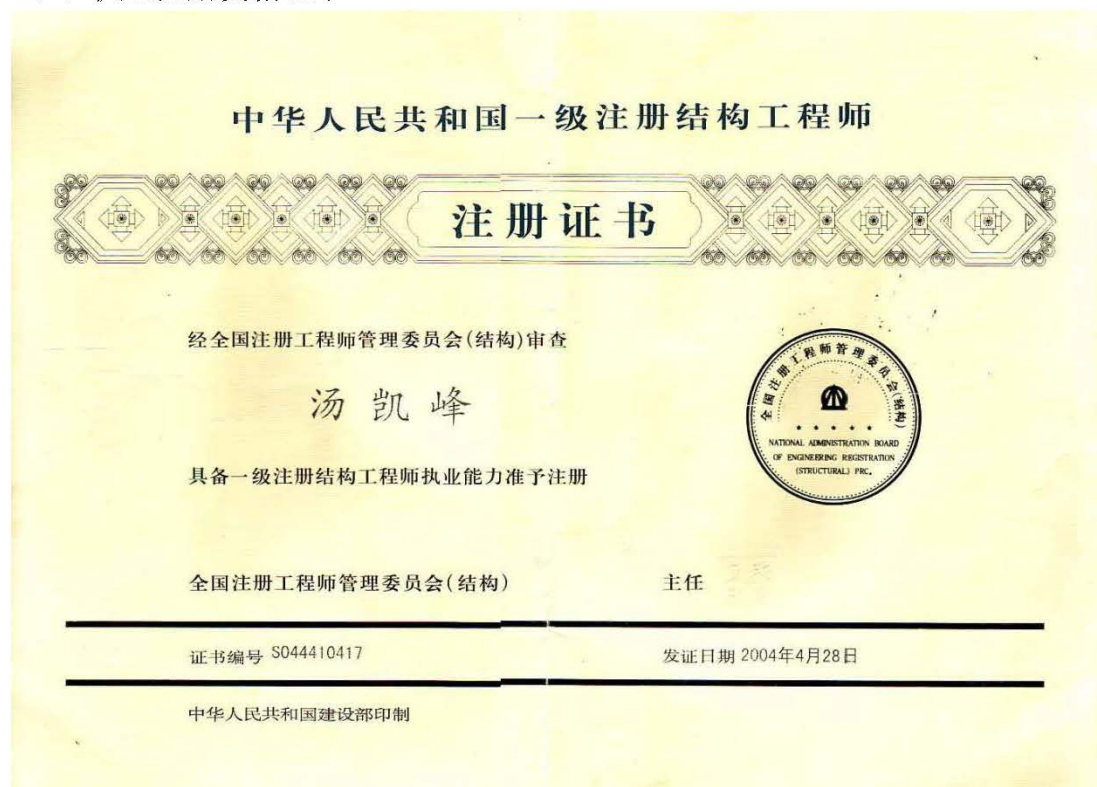 中华人民共和国一级注册结构工程师
注册证书
经全国注册工程师管理委员会(结构)审查
汤凯峰
具备一级注册结构工程师执业能力准予注册
全国注册工程师管理委员会(结构)
NATIONAL ADMINISTRATION BOARD
OF ENGINEERING REGISTRATION
(STRUCTURAL) PRC.
全国注册工程师管理委员会(结构)
主任
证书编号 S044410417
发证日期 2004年4月28日
中华人民共和国建设部印制